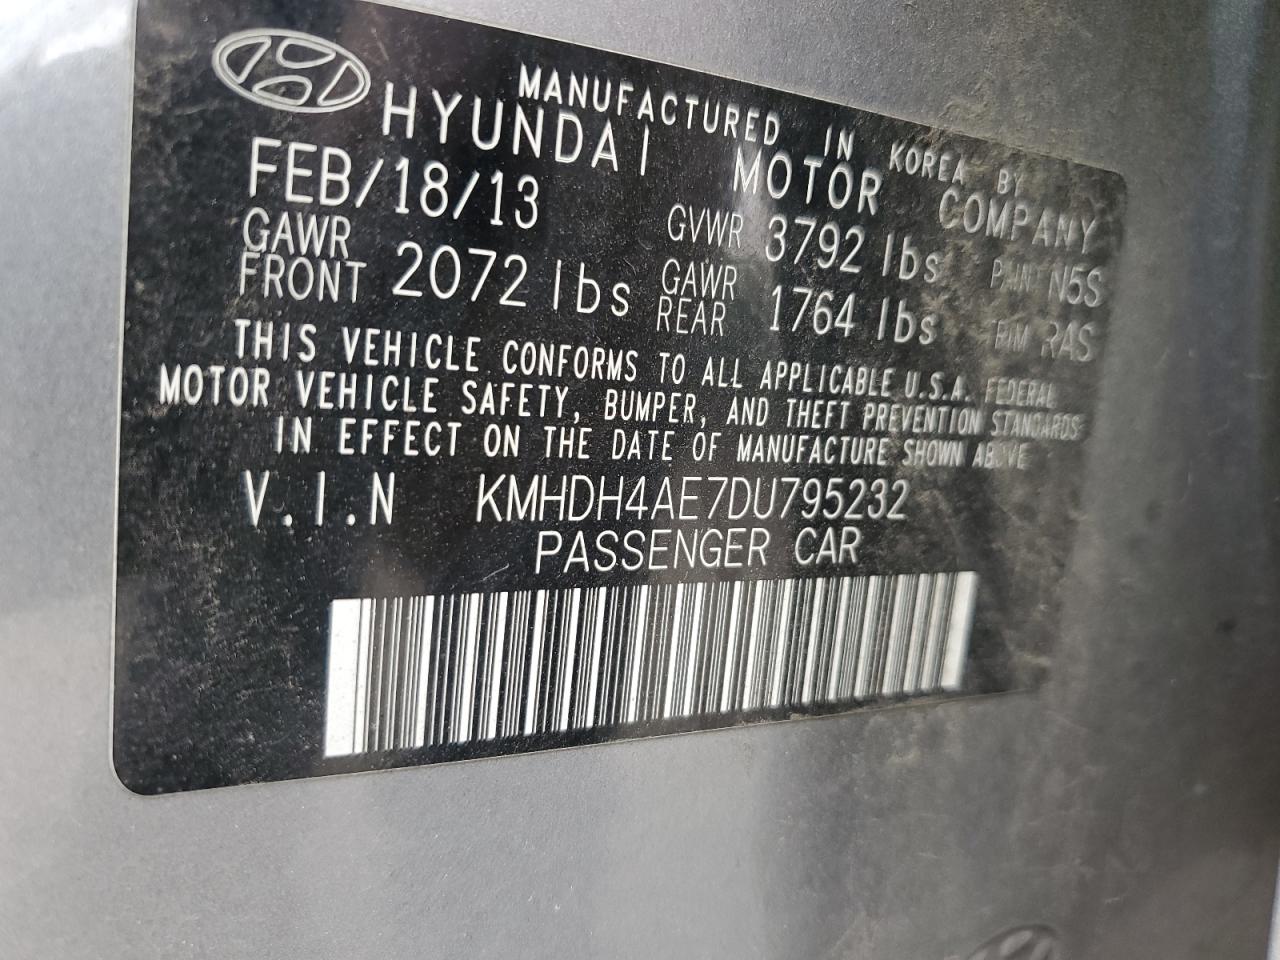 MANUFACTURED IN KOREA BY
HYUNDAI MOTOR COMPANY
FEB/18/13 GVWR 3792 lbs PAINT N5S
GAWR FRONT 2072 lbs GAWR REAR 1764 lbs RAS
THIS VEHICLE CONFORMS TO ALL APPLICABLE U.S.A. FEDERAL
MOTOR VEHICLE SAFETY, BUMPER, AND THEFT PREVENTION STANDARDS
IN EFFECT ON THE DATE OF MANUFACTURE SHOWN ABOVE
V.I.N KMHDH4AE7DU795232
PASSENGER CAR